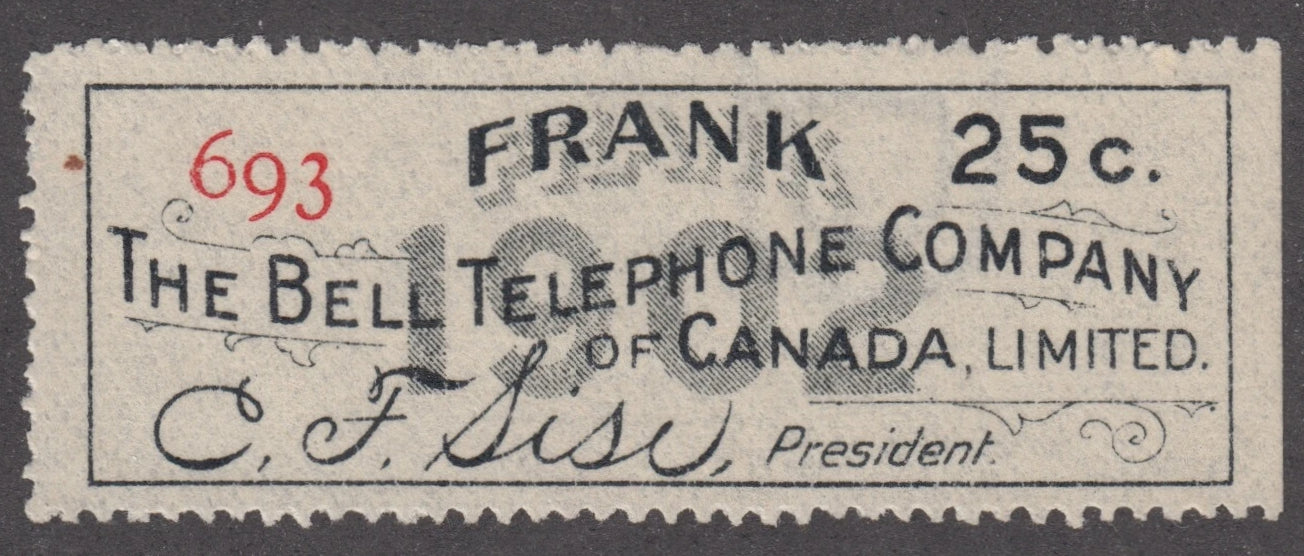 693 FRANK 25c.
1902
THE BELL TELEPHONE COMPANY
OF CANADA, LIMITED.
C. F. Sise, President.